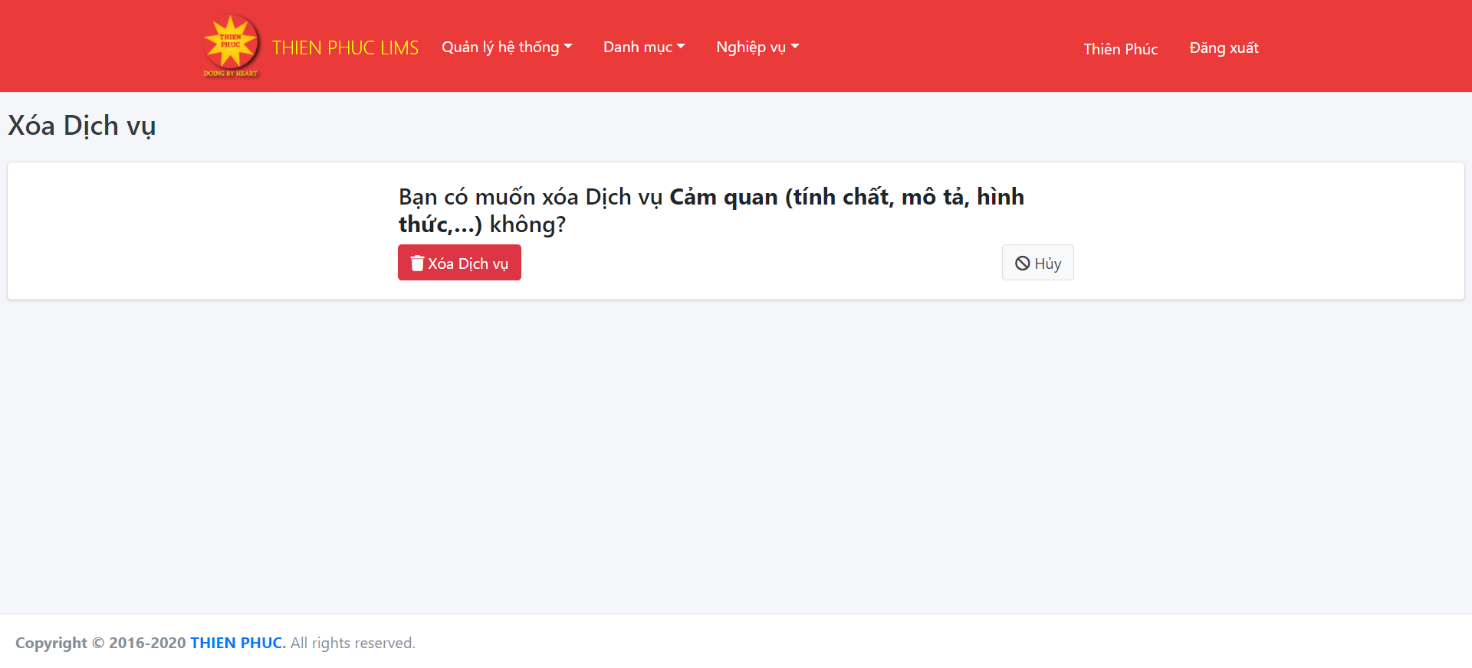 THIEN
PHUC
DOING BY HEART
THIEN PHUC LIMS
Quản lý hệ thống
Danh mục
Nghiệp vụ
Thiên Phúc
Đăng xuất
Xóa Dịch vụ
Bạn có muốn xóa Dịch vụ Cảm quan (tính chất, mô tả, hình
thức,...) không?
Xóa Dịch vụ
Hủy
Copyright © 2016-2020 THIEN PHUC. All rights reserved.